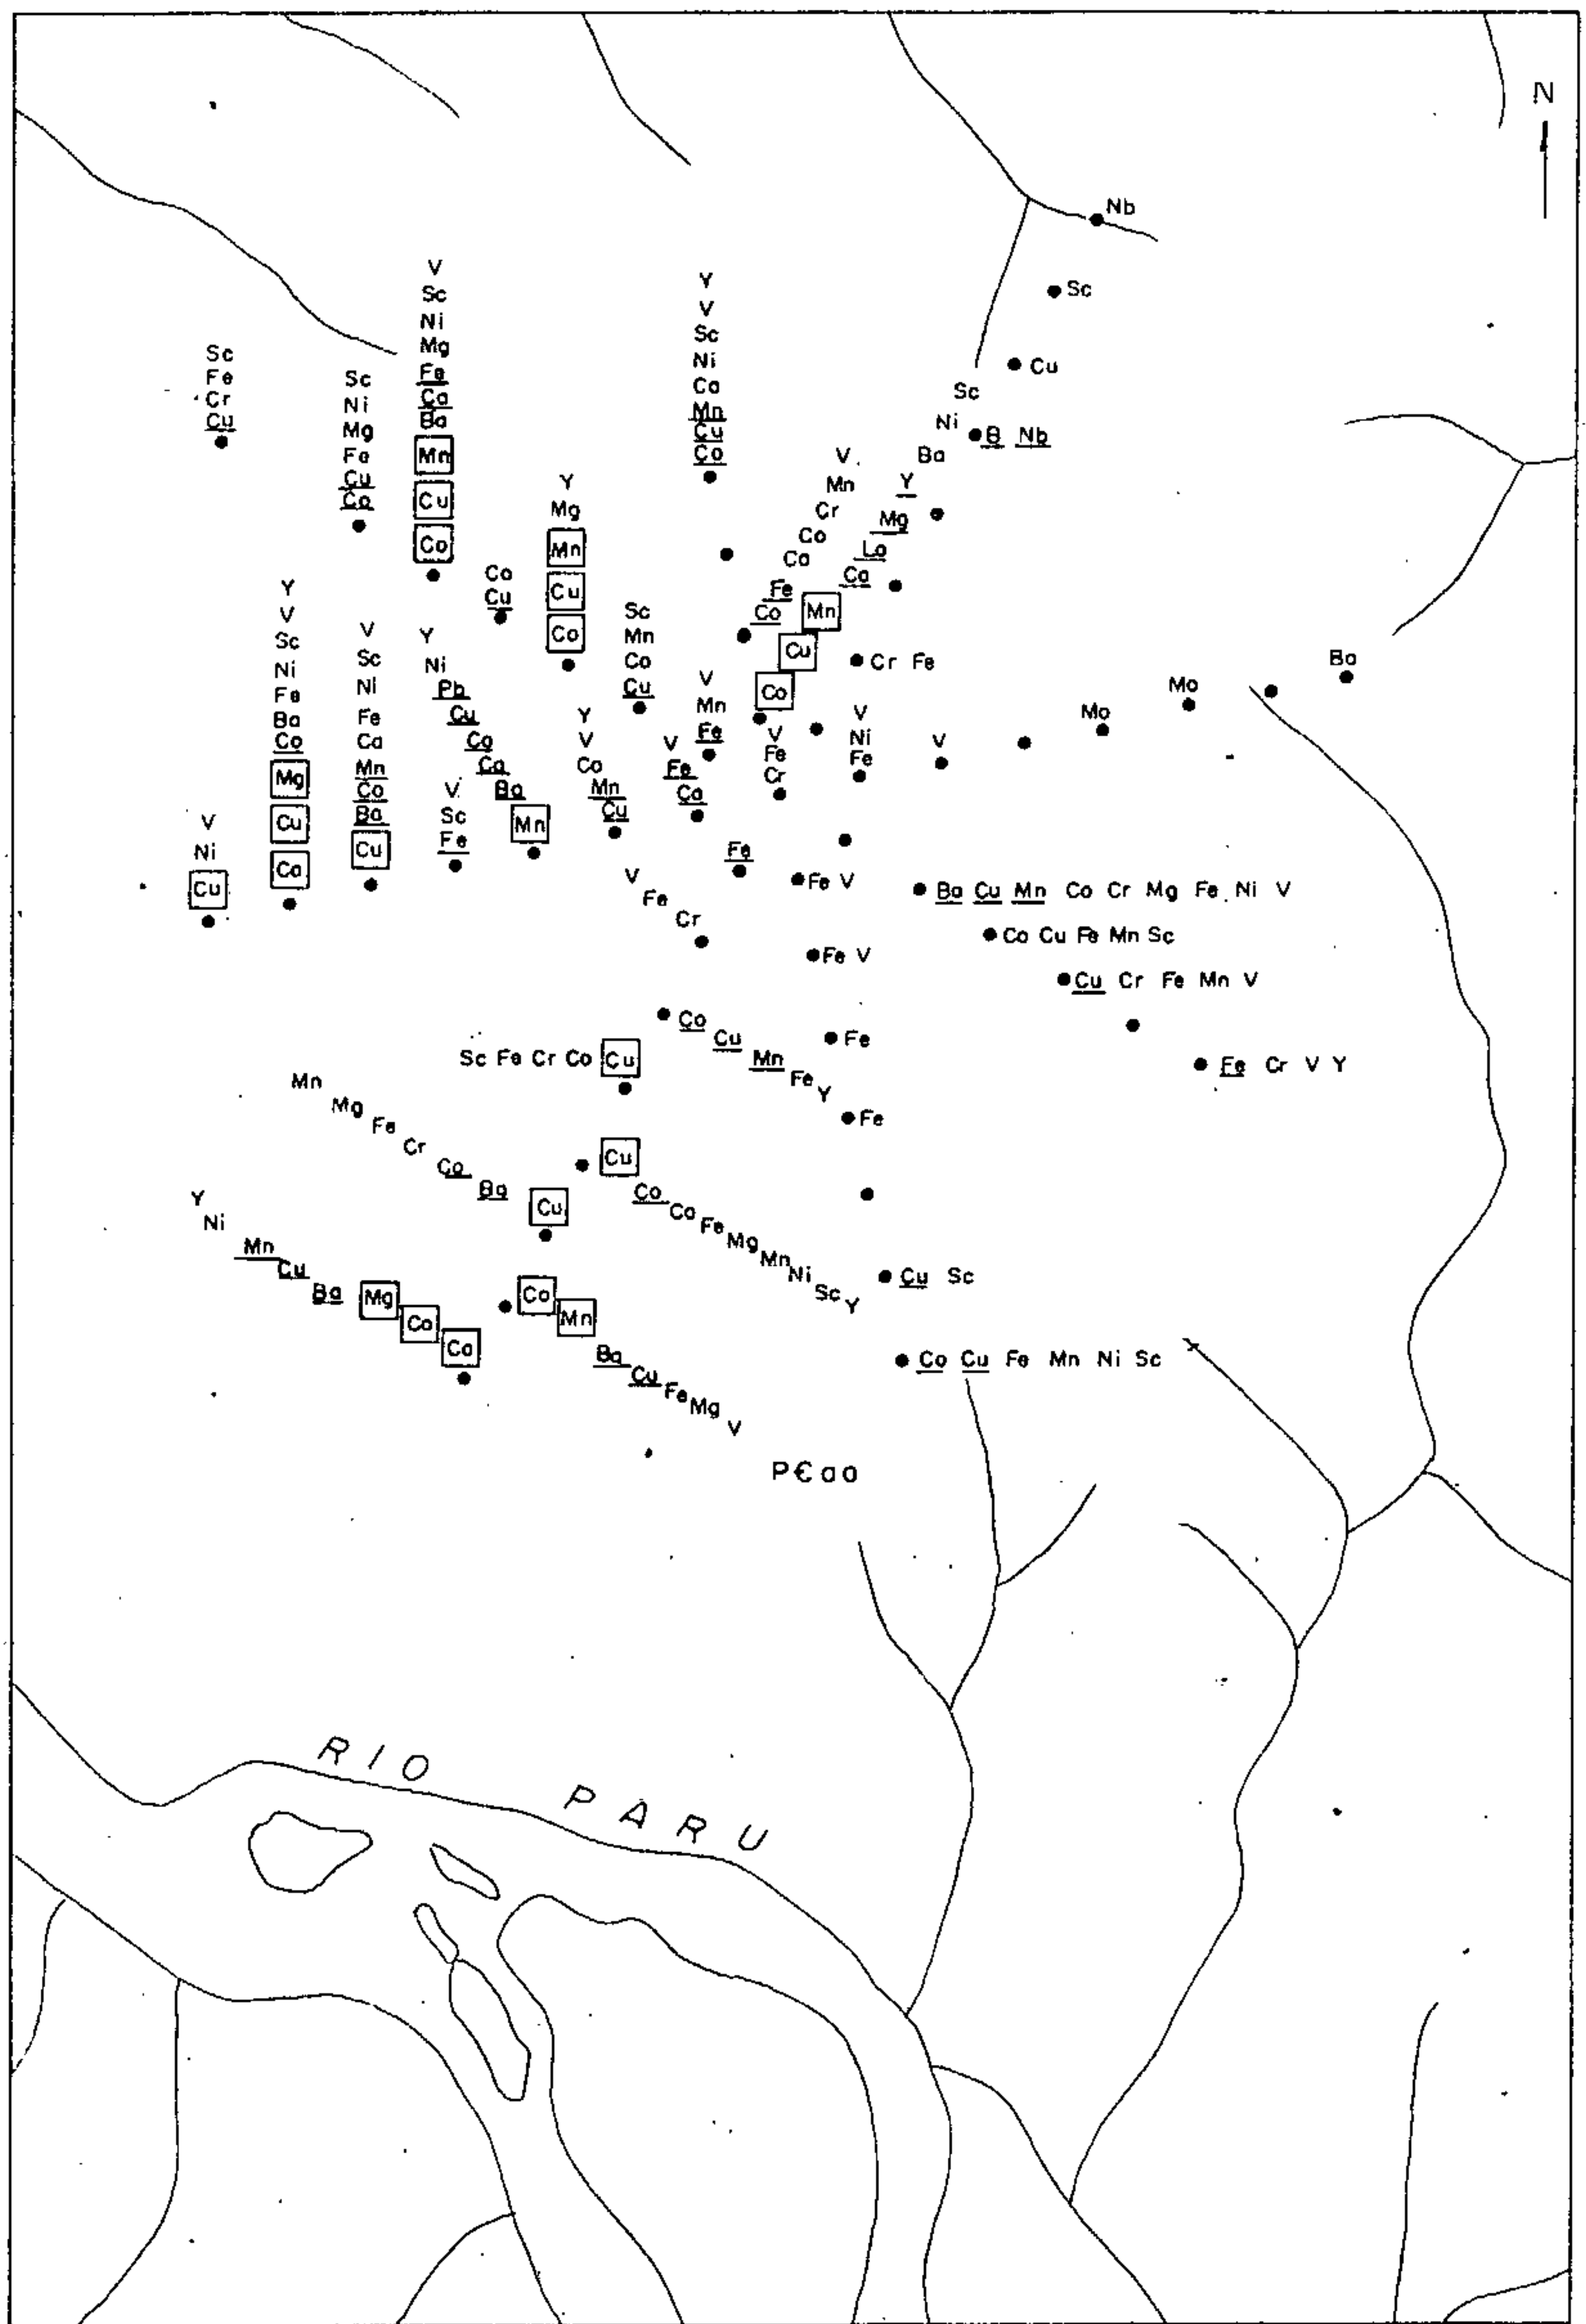 N
Nb
Sc
Cu
Sc
Ni
B Nb
Ba
Y
Mg
La
Ca
V
Sc
Ni
Mg
Fe
Ca
Ba
Mn
Cu
Co
Y
V
Sc
Ni
Ca
Mn
Cu
Co
Sc
Fe
Cr
Cu
Sc
Ni
Mg
Fe
Cu
Co
Y
Mg
Mn
Cu
Co
V
Mn
Cr
Co
Ca
Fe
Co
Mn
Cu
Co
Cr Fe
Co
Cu
Sc
Mn
Co
Cu
Y
V
Sc
Ni
Fe
Ba
Co
Mg
Cu
Ca
V
Sc
Ni
Fe
Ca
Mn
Co
Ba
Cu
Y
Ni
Pb
Cu
Co
Ca
Ba
Mn
V
Sc
Fe
V
Ni
Cu
Y
V
Co
Mn
Cu
V
Fe
Ca
V
Mn
Fe
V
Fe
Cr
V
Ni
Fe
V
Mo
Mo
Ba
Fe
Fe V
V
Fe
Cr
Fe V
Ba Cu Mn Co Cr Mg Fe Ni V
Co Cu Fe Mn Sc
Cu Cr Fe Mn V
Fe Cr V Y
Sc Fe Cr Co Cu
Co Cu Mn Fe Y
Fe
Fe
Mn Mg Fe Cr Co Ba Cu
Cu Co Ca Fe Mg Mn Ni Sc Y
Cu Sc
Y Ni Mn Cu Ba Mg Co Ca
Co Mn Ba Cu Fe Mg V
Co Cu Fe Mn Ni Sc
P€aa
RIO PARU